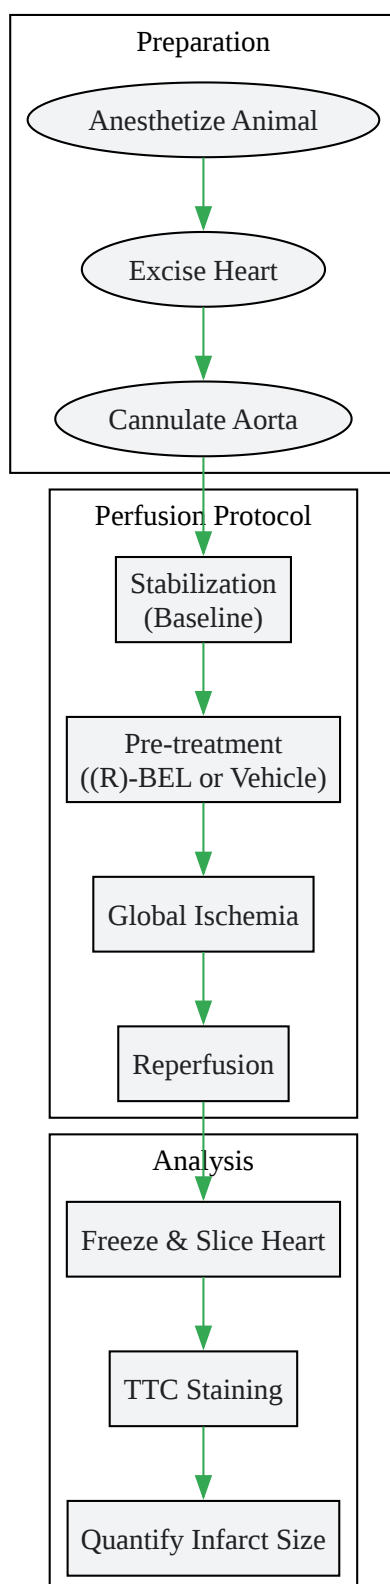 Preparation
Anesthetize Animal
Excise Heart
Cannulate Aorta
Perfusion Protocol
Stabilization
(Baseline)
Pre-treatment
((R)-BEL or Vehicle)
Global Ischemia
Reperfusion
Analysis
Freeze & Slice Heart
TTC Staining
Quantify Infarct Size